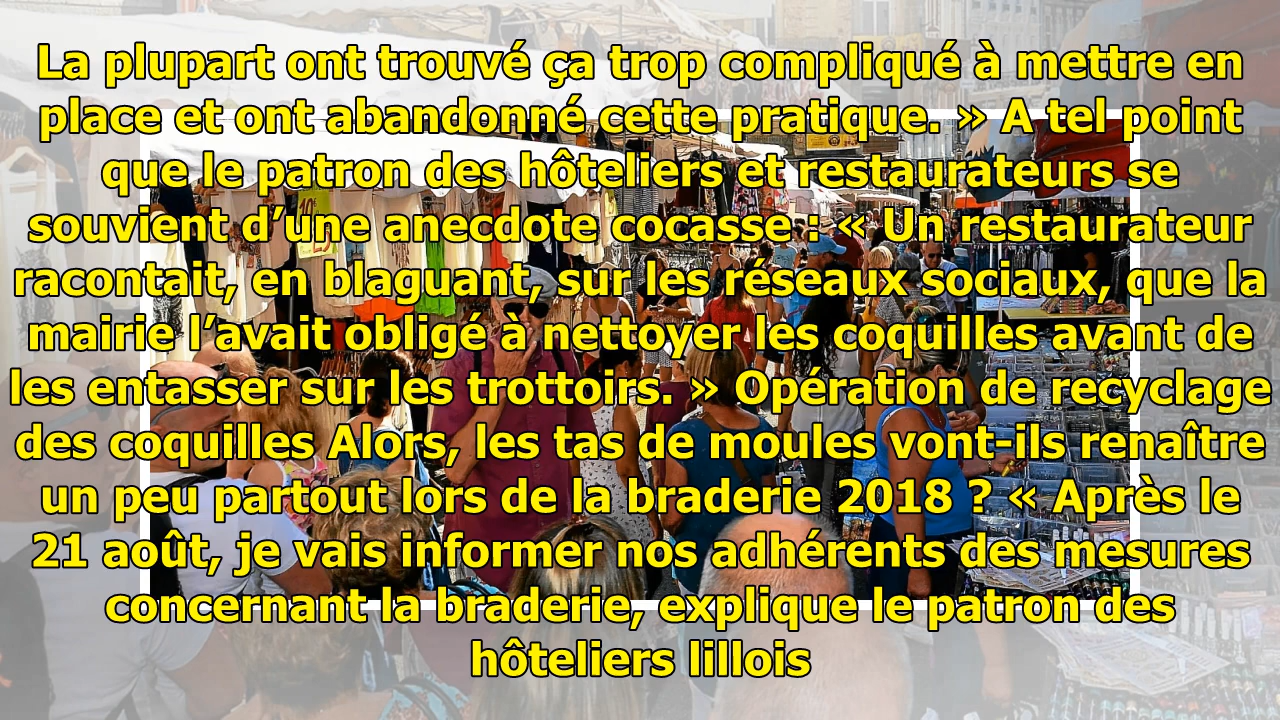 La plupart ont trouvé ça trop compliqué à mettre en
place et ont abandonné cette pratique. » A tel point
que le patron des hôteliers et restaurateurs se
souvient d’une anecdote cocasse : « Un restaurateur
racontait, en blaguant, sur les réseaux sociaux, que la
mairie l’avait obligé à nettoyer les coquilles avant de
les entasser sur les trottoirs. » Opération de recyclage
des coquilles Alors, les tas de moules vont-ils renaître
un peu partout lors de la braderie 2018 ? « Après le
21 août, je vais informer nos adhérents des mesures
concernant la braderie, explique le patron des
hôteliers lillois